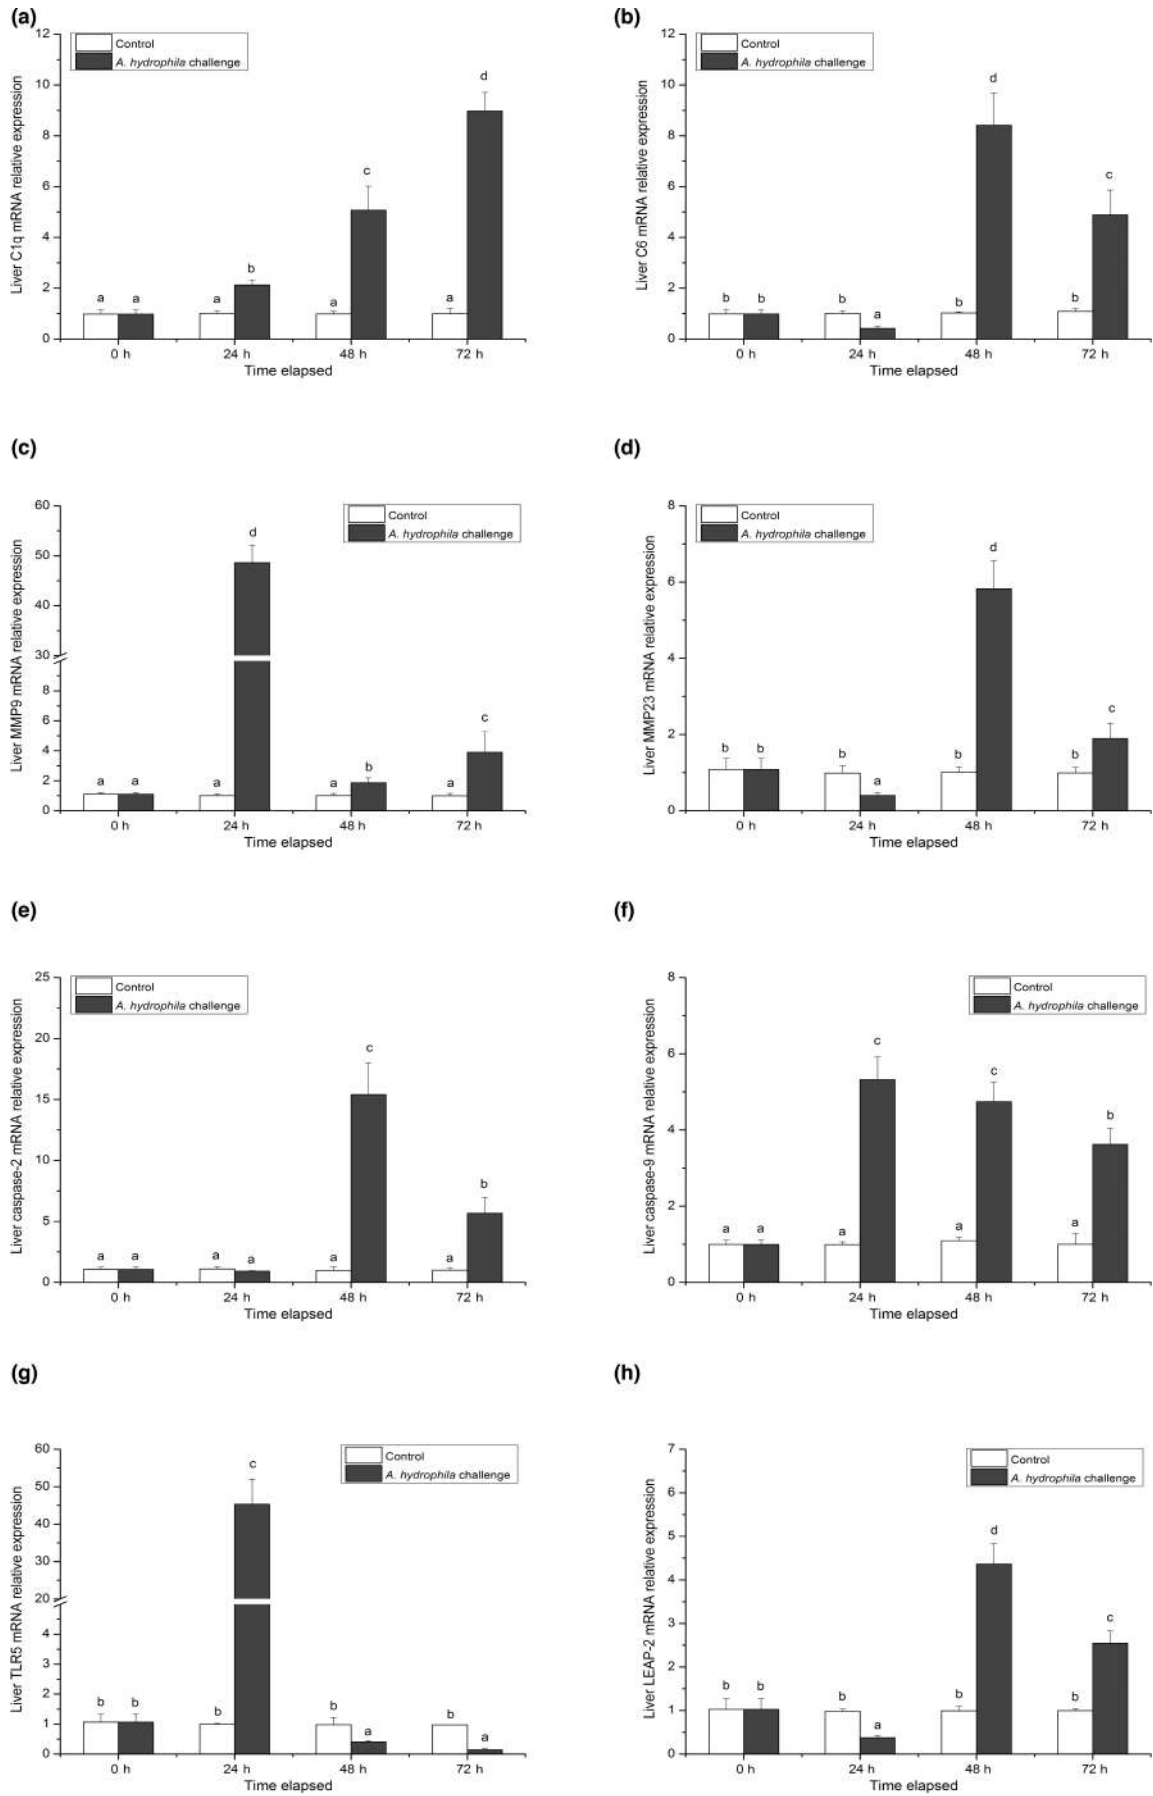 (a)
12
10
8
6
4
2
0
Liver C1q mRNA relative expression
Control
A. hydrophila challenge
a a a b a c a d
0 h 24 h 48 h 72 h
Time elapsed
(b)
12
10
8
6
4
2
0
Liver C6 mRNA relative expression
Control
A. hydrophila challenge
b b b a b d b c
0 h 24 h 48 h 72 h
Time elapsed
(c)
60
50
40
30
8
6
4
2
0
Liver MMP9 mRNA relative expression
Control
A. hydrophila challenge
a a a d a b a c
0 h 24 h 48 h 72 h
Time elapsed
(d)
8
6
4
2
0
Liver MMP23 mRNA relative expression
Control
A. hydrophila challenge
b b b a b d b c
0 h 24 h 48 h 72 h
Time elapsed
(e)
25
20
15
10
5
0
Liver caspase-2 mRNA relative expression
Control
A. hydrophila challenge
a a a a a c a b
0 h 24 h 48 h 72 h
Time elapsed
(f)
8
6
4
2
0
Liver caspase-9 mRNA relative expression
Control
A. hydrophila challenge
a a a c a c a b
0 h 24 h 48 h 72 h
Time elapsed
(g)
60
50
40
30
20
4
3
2
1
0
Liver TLR5 mRNA relative expression
Control
A. hydrophila challenge
b b b c b a b a
0 h 24 h 48 h 72 h
Time elapsed
(h)
7
6
5
4
3
2
1
0
Liver LEAP-2 mRNA relative expression
Control
A. hydrophila challenge
b b b a b d b c
0 h 24 h 48 h 72 h
Time elapsed